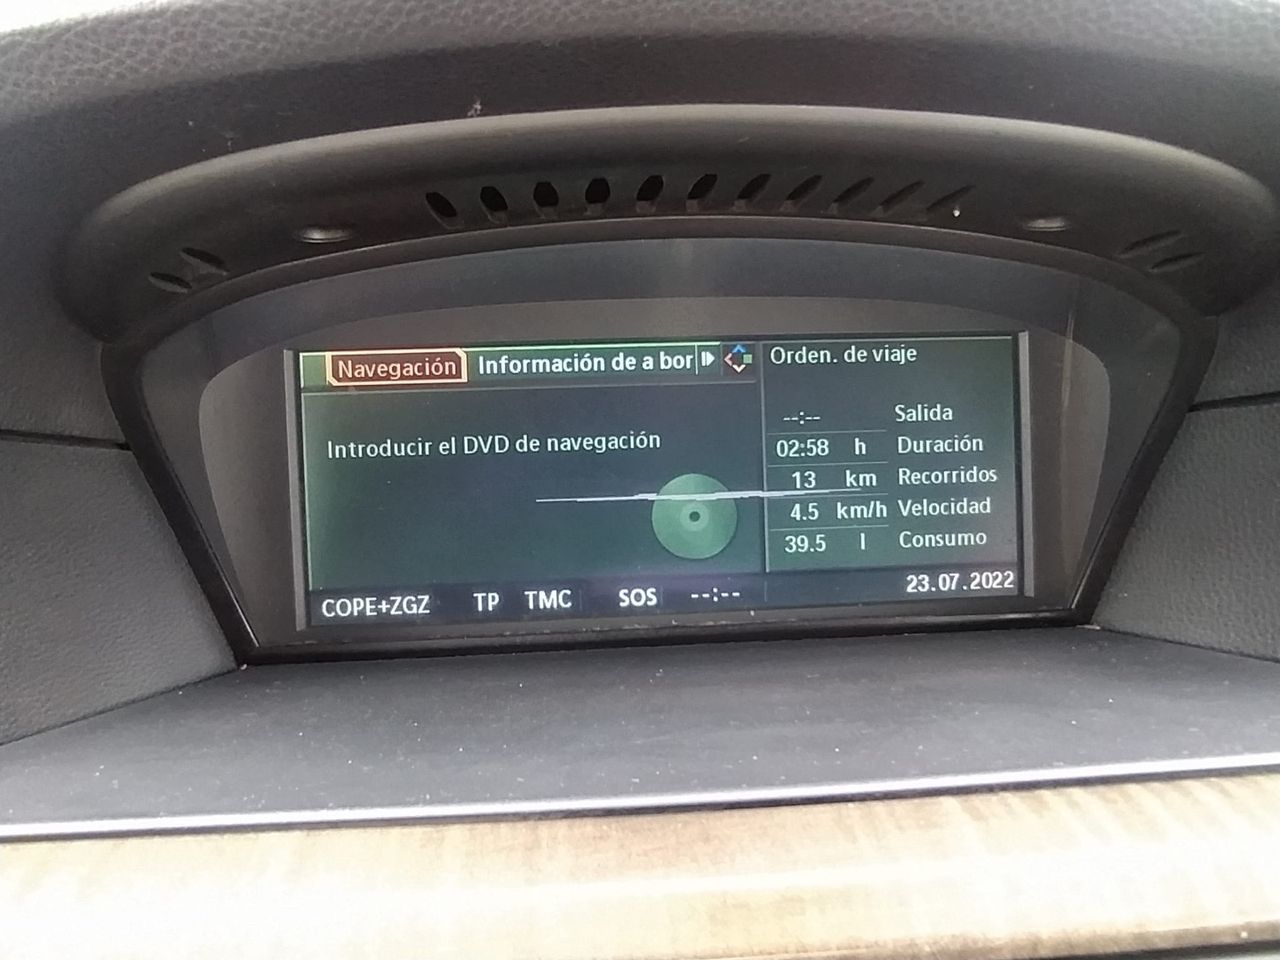 Navegación Información de a bor
Introducir el DVD de navegación
Orden. de viaje
--:-- Salida
02:58 h Duración
13 km Recorridos
4.5 km/h Velocidad
39.5 l Consumo
COPE+ZGZ TP TMC SOS --:-- 23.07.2022